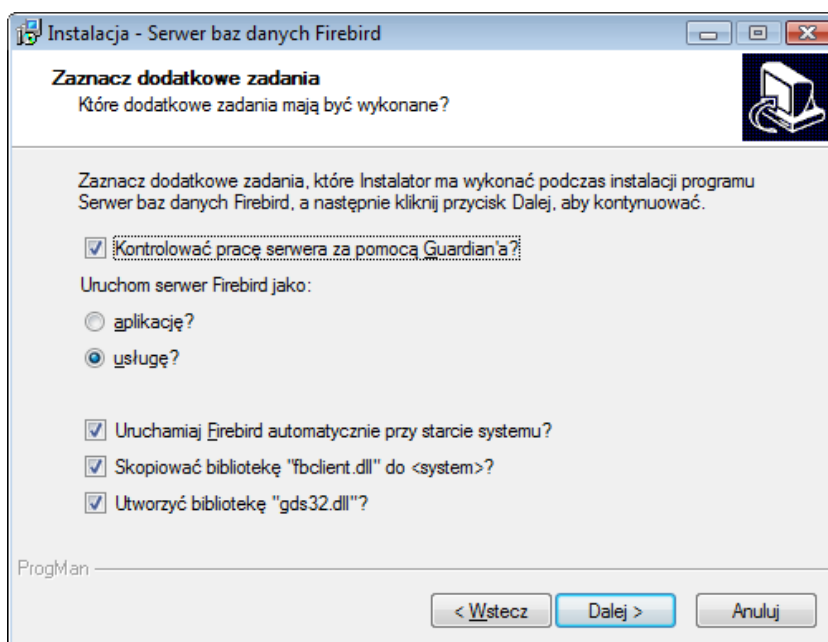 Instalacja - Serwer baz danych Firebird
Zaznacz dodatkowe zadania
Które dodatkowe zadania mają być wykonane?
Zaznacz dodatkowe zadania, które Instalator ma wykonać podczas instalacji programu
Serwer baz danych Firebird, a następnie kliknij przycisk Dalej, aby kontynuować.
Kontrolować pracę serwera za pomocą Guardian'a?
Uruchom serwer Firebird jako:
aplikację?
usługę?
Uruchamiaj Firebird automatycznie przy starcie systemu?
Skopiować bibliotekę "fbclient.dll" do <system>?
Utworzyć bibliotekę "gds32.dll"?
ProgMan
< Wstecz Dalej > Anuluj